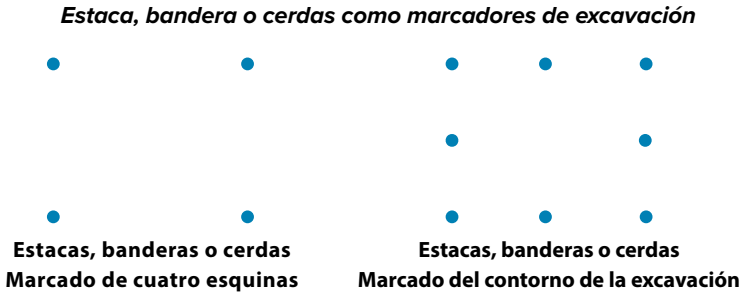 Estaca, bandera o cerdas como marcadores de excavación
Estacas, banderas o cerdas
Marcado de cuatro esquinas
Estacas, banderas o cerdas
Marcado del contorno de la excavación